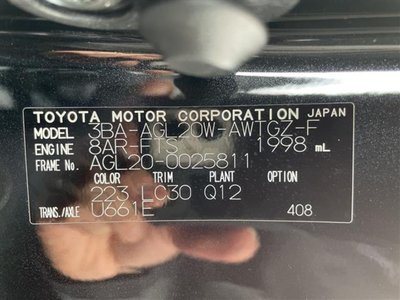 TOYOTA MOTOR CORPORATION JAPAN
MODEL 3BA-AGL20W-AWTGZ-F
ENGINE 8AR-FTS 1998 mL
FRAME No. AGL20-0025811
COLOR TRIM PLANT OPTION
223 LC30 Q12
TRANS./AXLE U661E 408